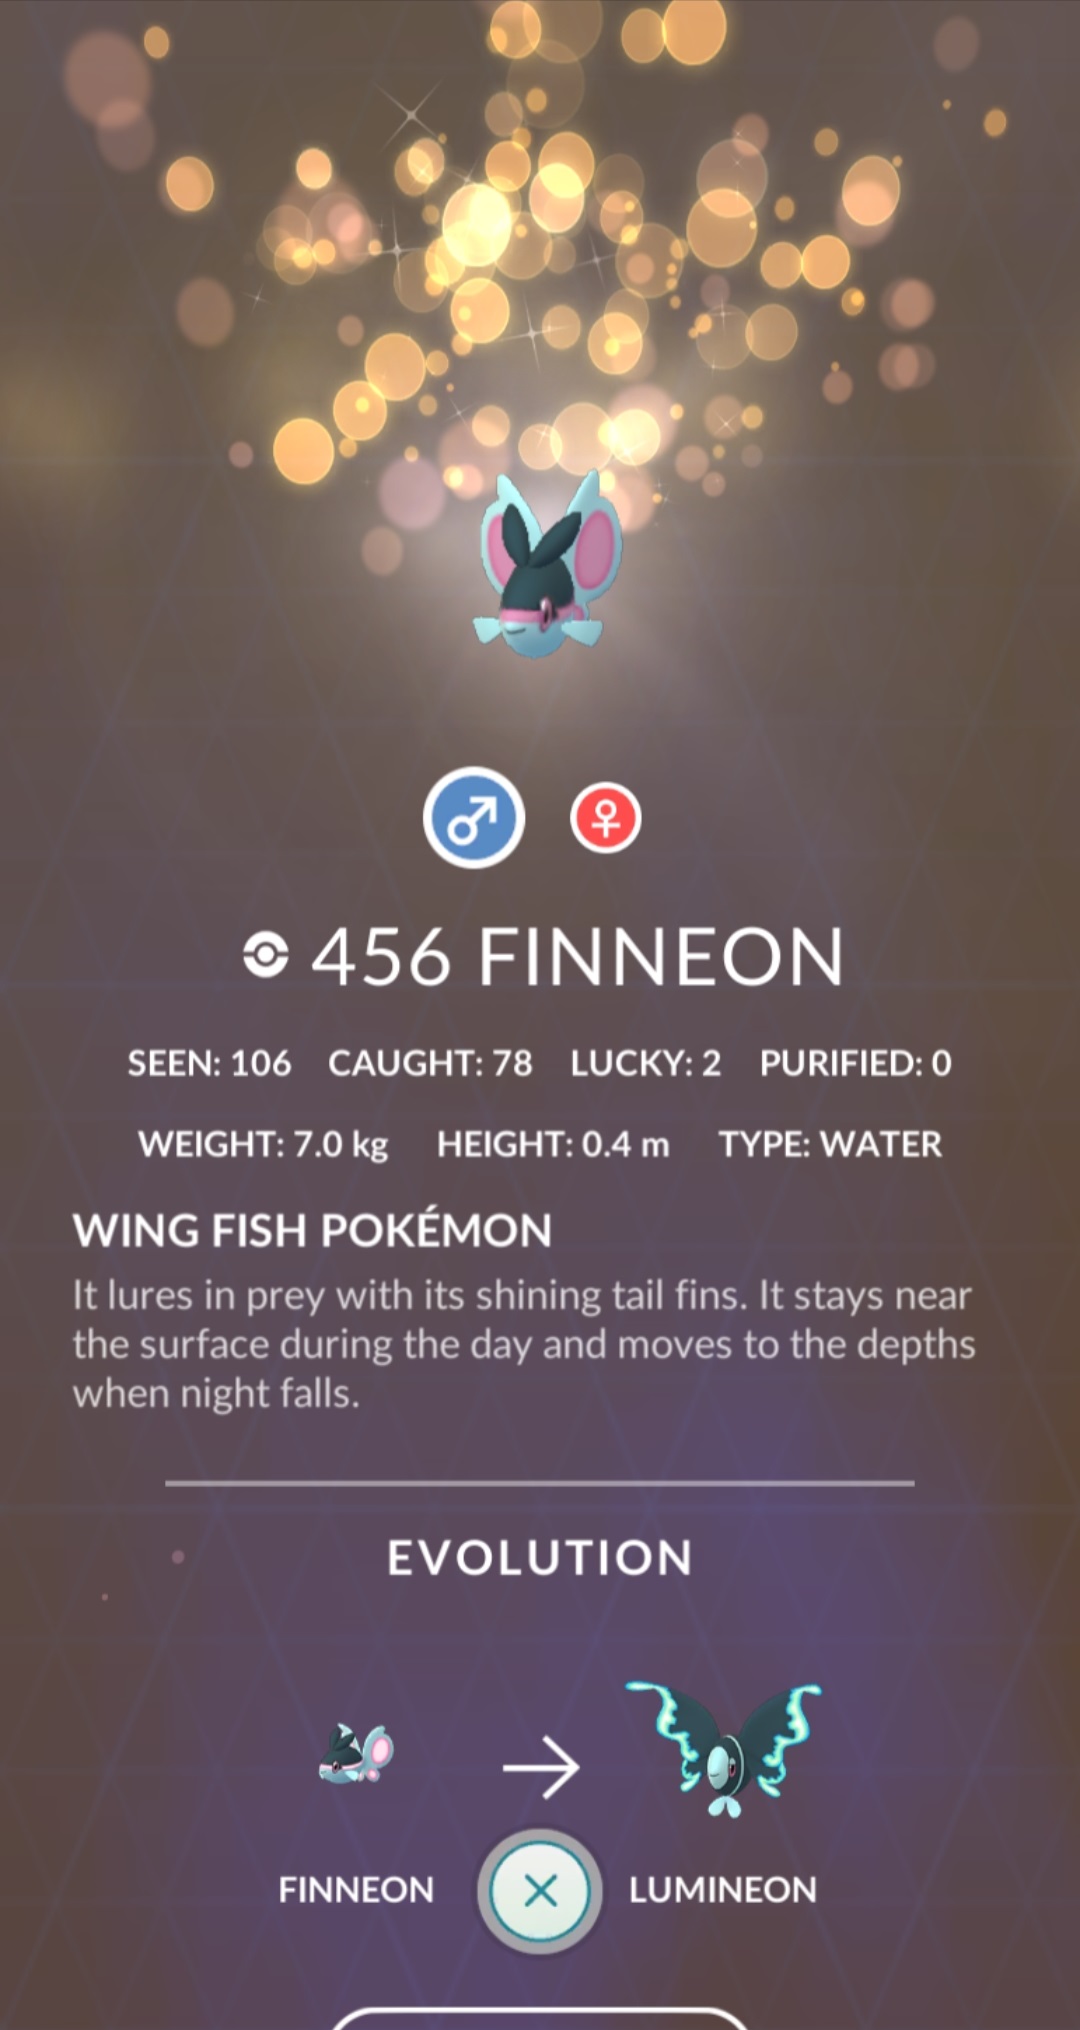 456 FINNEON
SEEN: 106 CAUGHT: 78 LUCKY: 2 PURIFIED: 0
WEIGHT: 7.0 kg HEIGHT: 0.4 m TYPE: WATER
WING FISH POKÉMON
It lures in prey with its shining tail fins. It stays near
the surface during the day and moves to the depths
when night falls.
EVOLUTION
FINNEON LUMINEON